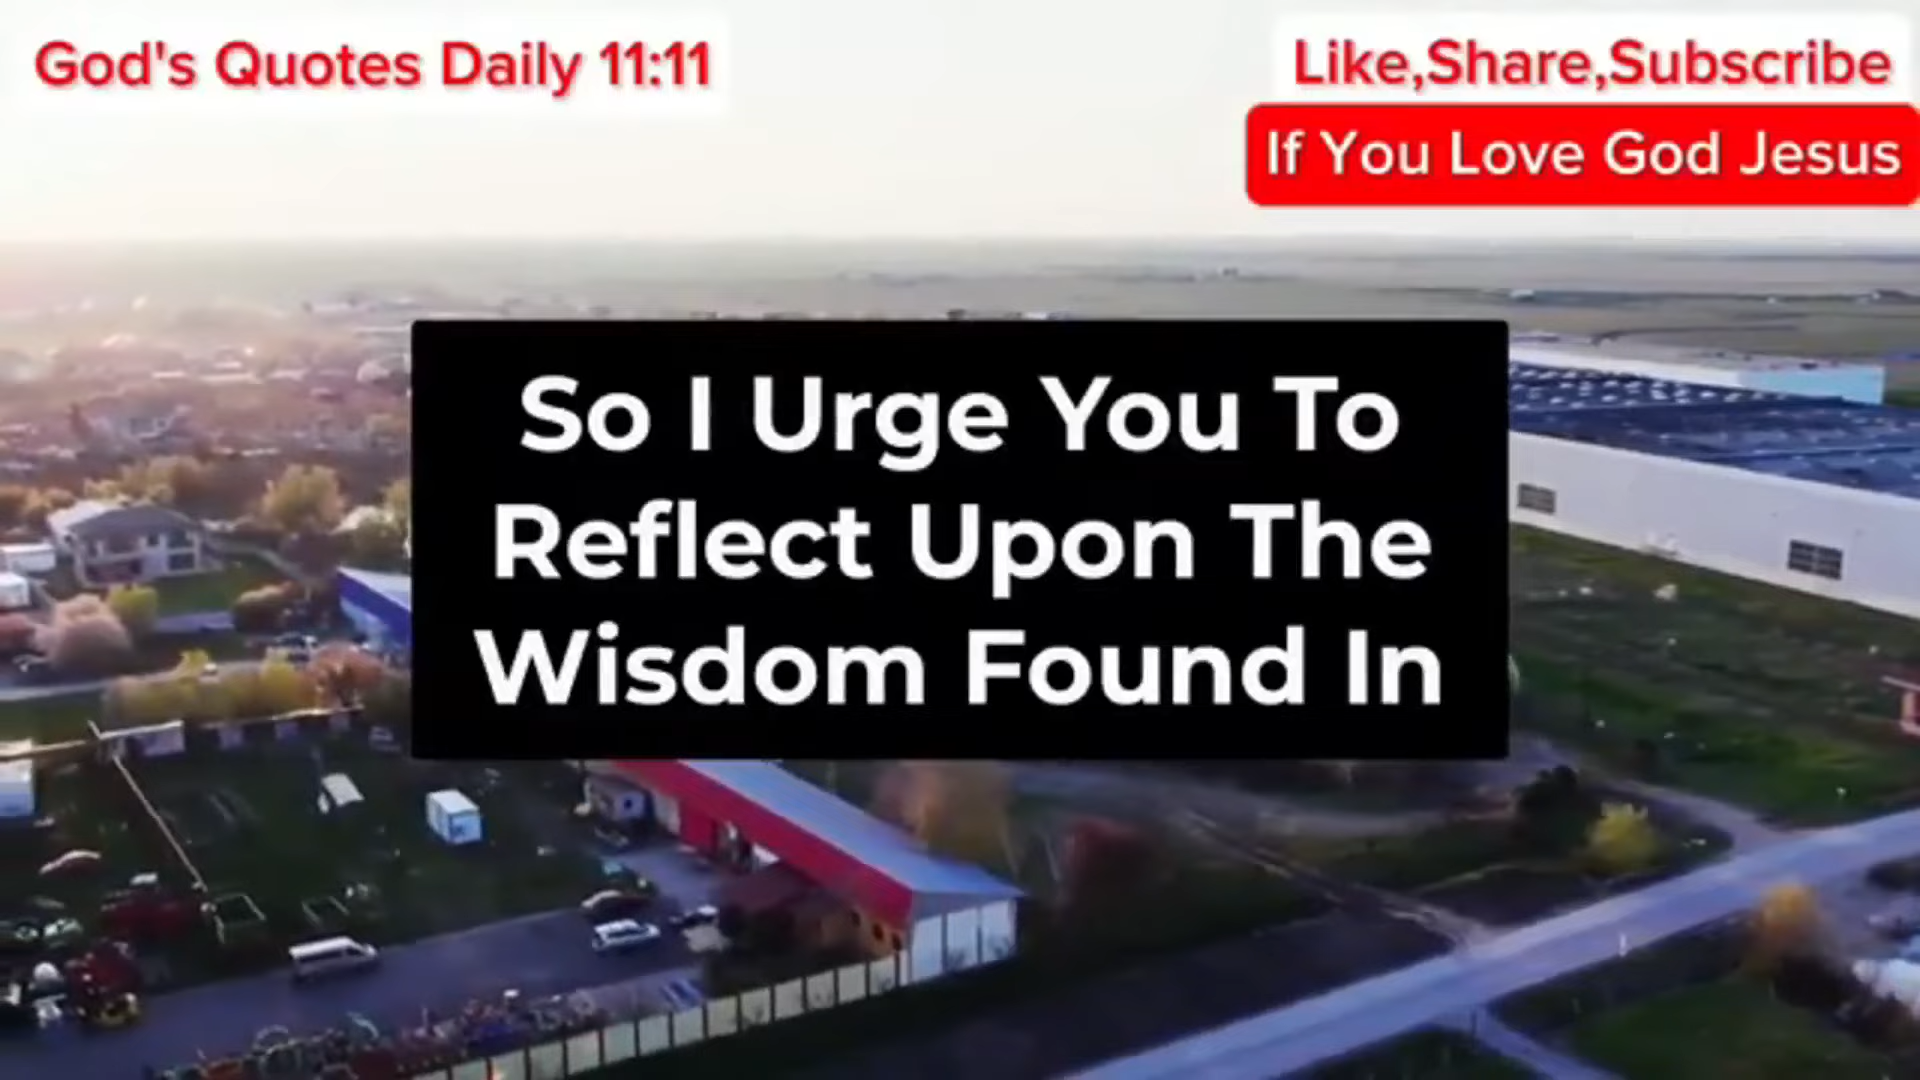 God's Quotes Daily 11:11
Like,Share,Subscribe
If You Love God Jesus
So I Urge You To
Reflect Upon The
Wisdom Found In